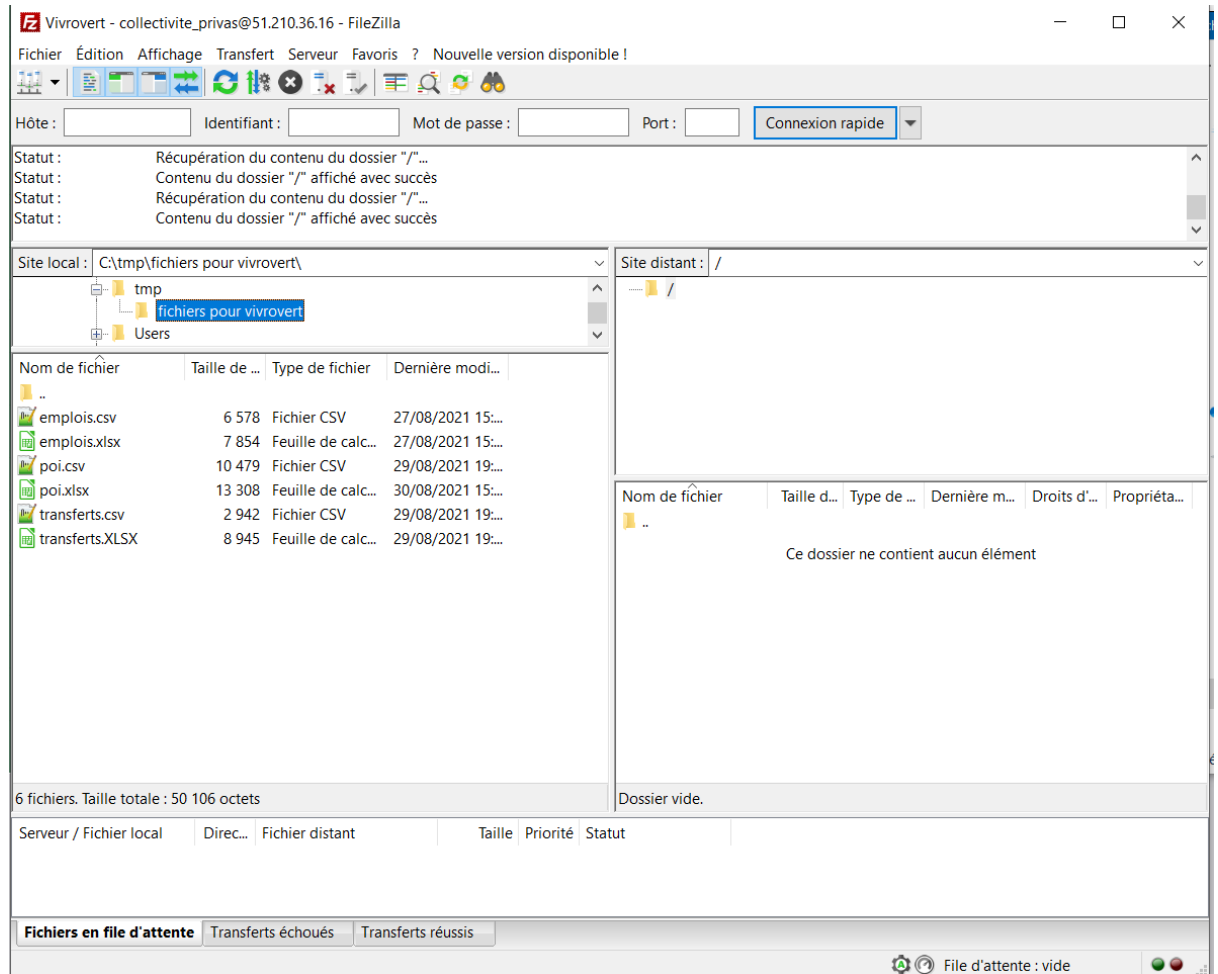 Vivrovert - collectivite_privas@51.210.36.16 - FileZilla
Fichier Édition Affichage Transfert Serveur Favoris ? Nouvelle version disponible !
Hôte : Identifiant : Mot de passe : Port : Connexion rapide
Statut : Récupération du contenu du dossier "/"...
Statut : Contenu du dossier "/" affiché avec succès
Statut : Récupération du contenu du dossier "/"...
Statut : Contenu du dossier "/" affiché avec succès
Site local : C:\tmp\fichiers pour vivrovert\
tmp
fichiers pour vivrovert
Users
Nom de fichier Taille de ... Type de fichier Dernière modi...
..
emplois.csv 6 578 Fichier CSV 27/08/2021 15:...
emplois.xlsx 7 854 Feuille de calc... 27/08/2021 15:...
poi.csv 10 479 Fichier CSV 29/08/2021 19:...
poi.xlsx 13 308 Feuille de calc... 30/08/2021 15:...
transferts.csv 2 942 Fichier CSV 29/08/2021 19:...
transferts.XLSX 8 945 Feuille de calc... 29/08/2021 19:...
6 fichiers. Taille totale : 50 106 octets
Site distant : /
/
Nom de fichier Taille d... Type de ... Dernière m... Droits d'... Propriéta...
..
Ce dossier ne contient aucun élément
Dossier vide.
Serveur / Fichier local Direc... Fichier distant Taille Priorité Statut
Fichiers en file d'attente Transferts échoués Transferts réussis
File d'attente : vide